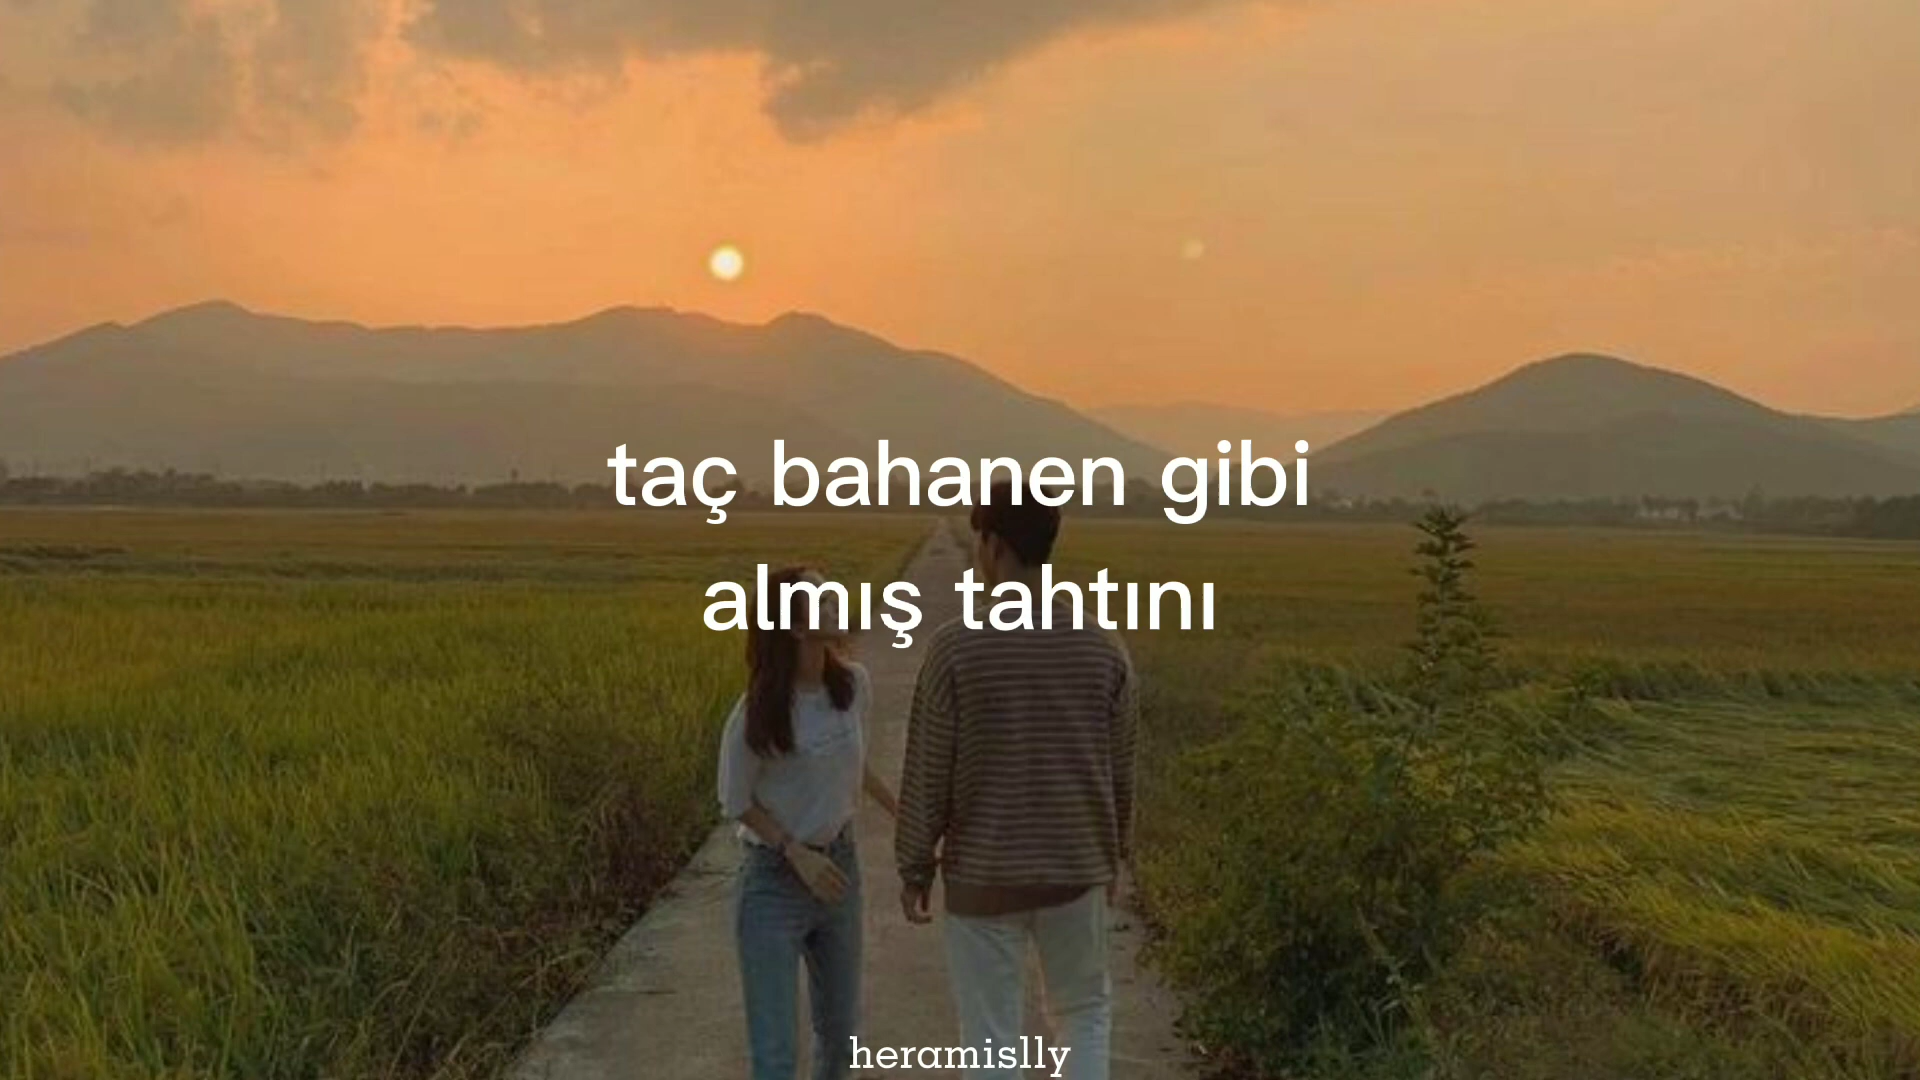 taç bahanen gibi
almış tahtını
heramislly